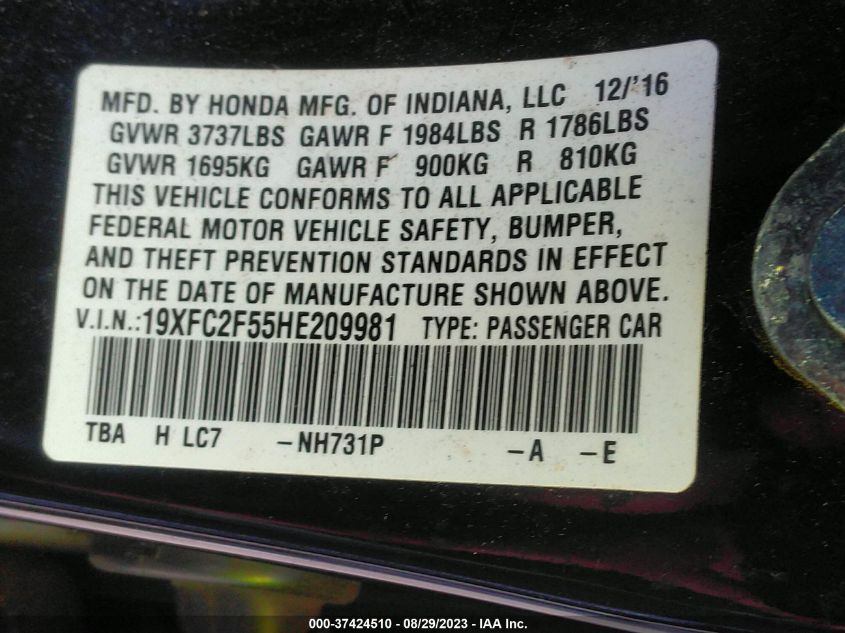 MFD. BY HONDA MFG. OF INDIANA, LLC 12/'16
GVWR 3737LBS GAWR F 1984LBS R 1786LBS
GVWR 1695KG GAWR F 900KG R 810KG
THIS VEHICLE CONFORMS TO ALL APPLICABLE
FEDERAL MOTOR VEHICLE SAFETY, BUMPER,
AND THEFT PREVENTION STANDARDS IN EFFECT
ON THE DATE OF MANUFACTURE SHOWN ABOVE.
V.I.N.:19XFC2F55HE209981 TYPE: PASSENGER CAR
TBA H LC7 -NH731P -A -E
000-37424510 - 08/29/2023 - IAA Inc.